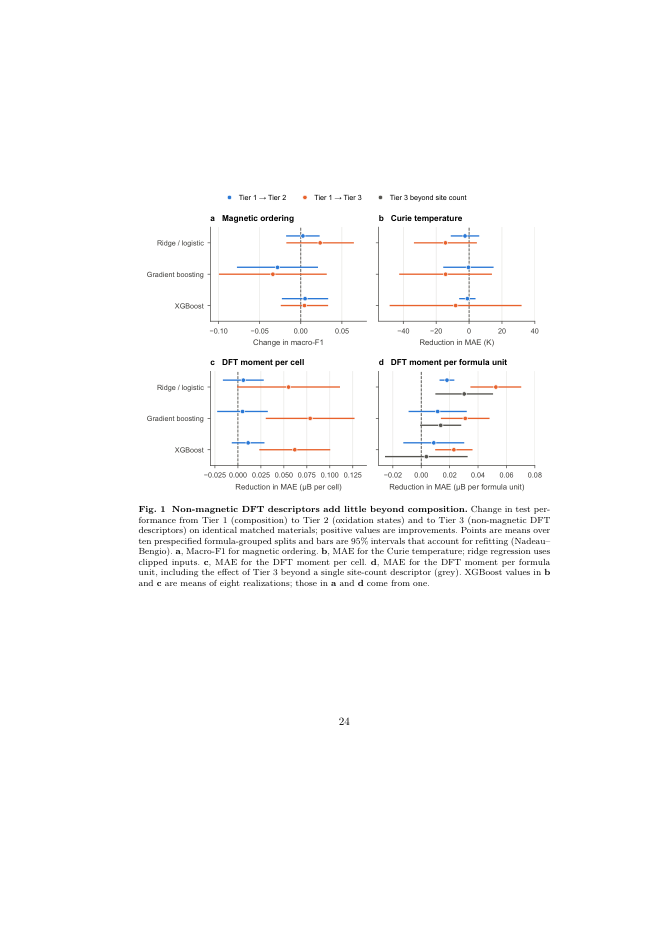 Tier 1 → Tier 2 Tier 1 → Tier 3 Tier 3 beyond site count
a Magnetic ordering b Curie temperature
Ridge / logistic
Gradient boosting
XGBoost
−0.10 −0.05 0.00 0.05 −40 −20 0 20 40
Change in macro-F1 Reduction in MAE (K)
c DFT moment per cell d DFT moment per formula unit
Ridge / logistic
Gradient boosting
XGBoost
−0.025 0.000 0.025 0.050 0.075 0.100 0.125 −0.02 0.00 0.02 0.04 0.06 0.08
Reduction in MAE (μB per cell) Reduction in MAE (μB per formula unit)
Fig. 1 Non-magnetic DFT descriptors add little beyond composition. Change in test per-
formance from Tier 1 (composition) to Tier 2 (oxidation states) and to Tier 3 (non-magnetic DFT
descriptors) on identical matched materials; positive values are improvements. Points are means over
ten prespecified formula-grouped splits and bars are 95% intervals that account for refitting (Nadeau–
Bengio). a, Macro-F1 for magnetic ordering. b, MAE for the Curie temperature; ridge regression uses
clipped inputs. c, MAE for the DFT moment per cell. d, MAE for the DFT moment per formula
unit, including the effect of Tier 3 beyond a single site-count descriptor (grey). XGBoost values in b
and c are means of eight realizations; those in a and d come from one.
24